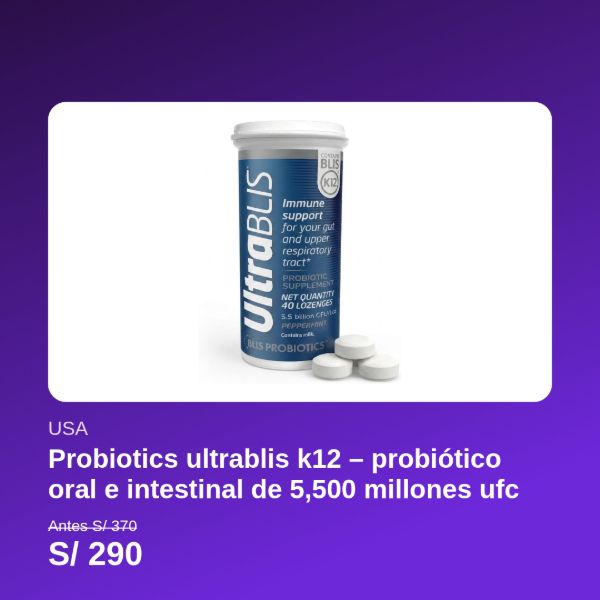 CONTAINS
BLIS
K12
UltraBLIS
Immune
support
for your gut
and upper
respiratory
tract*
PROBIOTIC
SUPPLEMENT
NET QUANTITY
40 LOZENGES
5.5 billion CFU/Loz
PEPPERMINT
Contains milk.
BLIS PROBIOTICS
USA
Probiotics ultrablis k12 – probiótico
oral e intestinal de 5,500 millones ufc
Antes S/ 370
S/ 290